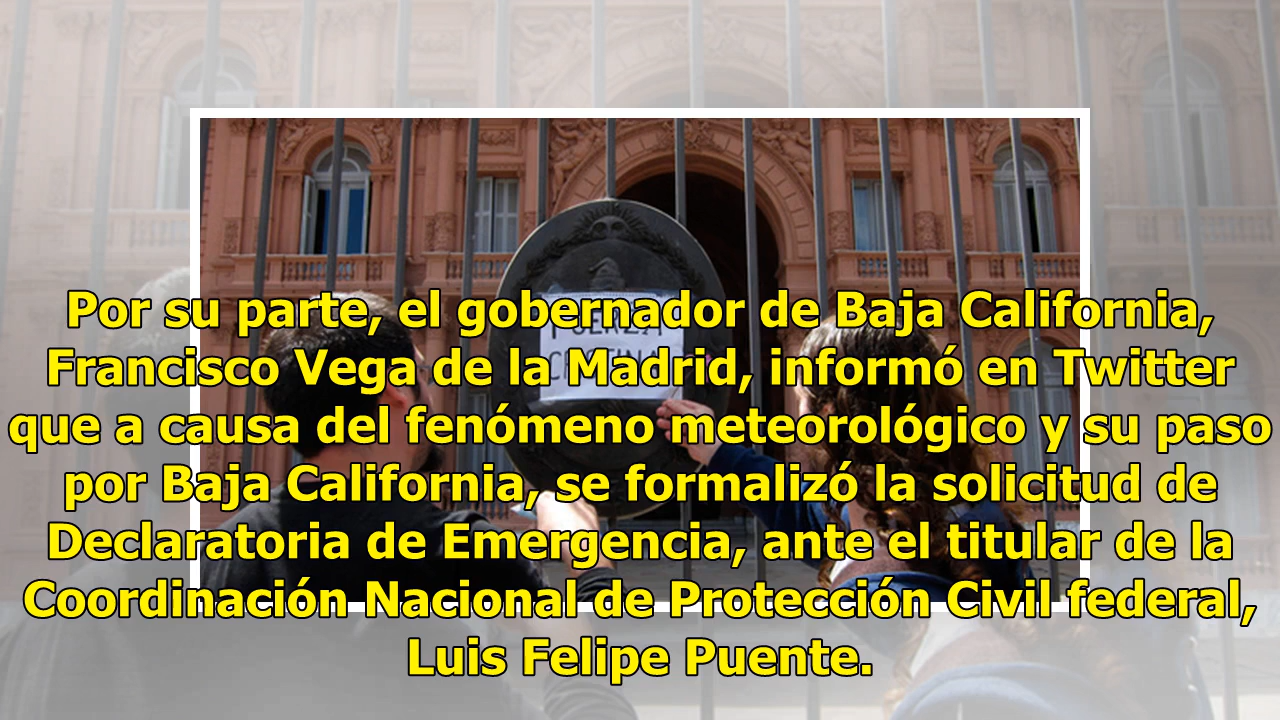 Por su parte, el gobernador de Baja California,
Francisco Vega de la Madrid, informó en Twitter
que a causa del fenómeno meteorológico y su paso
por Baja California, se formalizó la solicitud de
Declaratoria de Emergencia, ante el titular de la
Coordinación Nacional de Protección Civil federal,
Luis Felipe Puente.